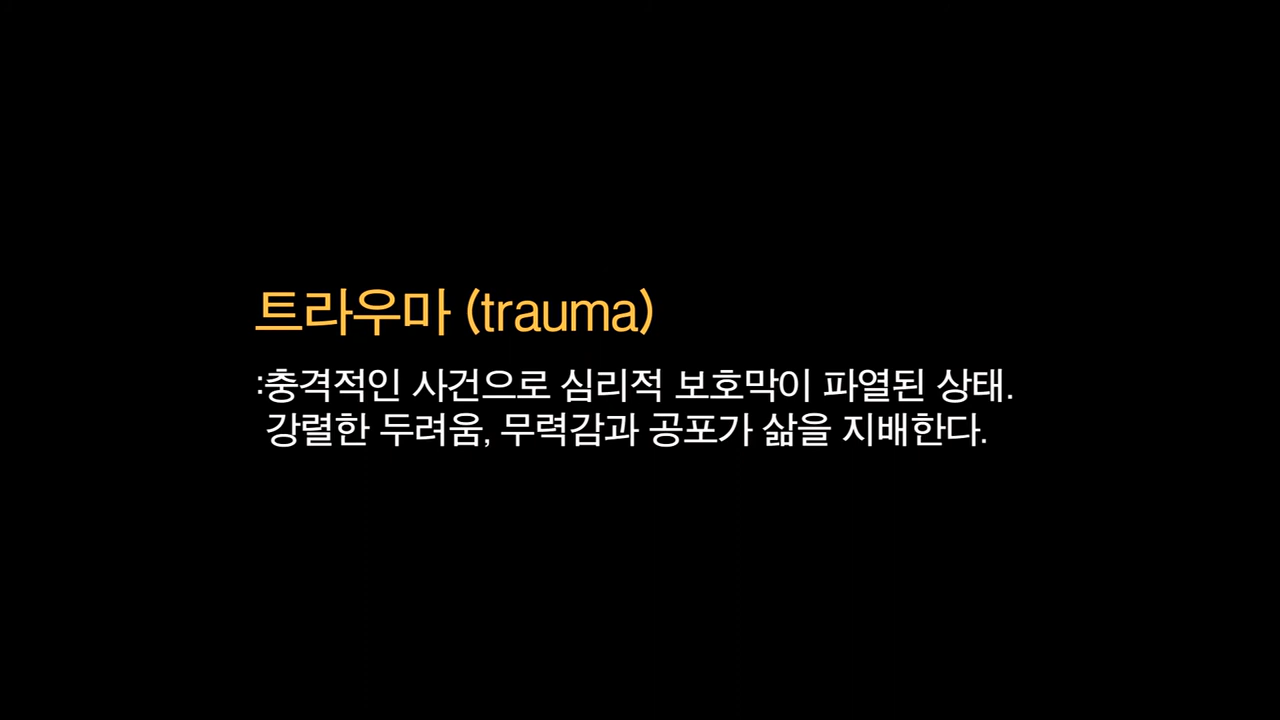 트라우마 (trauma)
:충격적인 사건으로 심리적 보호막이 파열된 상태.
강렬한 두려움, 무력감과 공포가 삶을 지배한다.